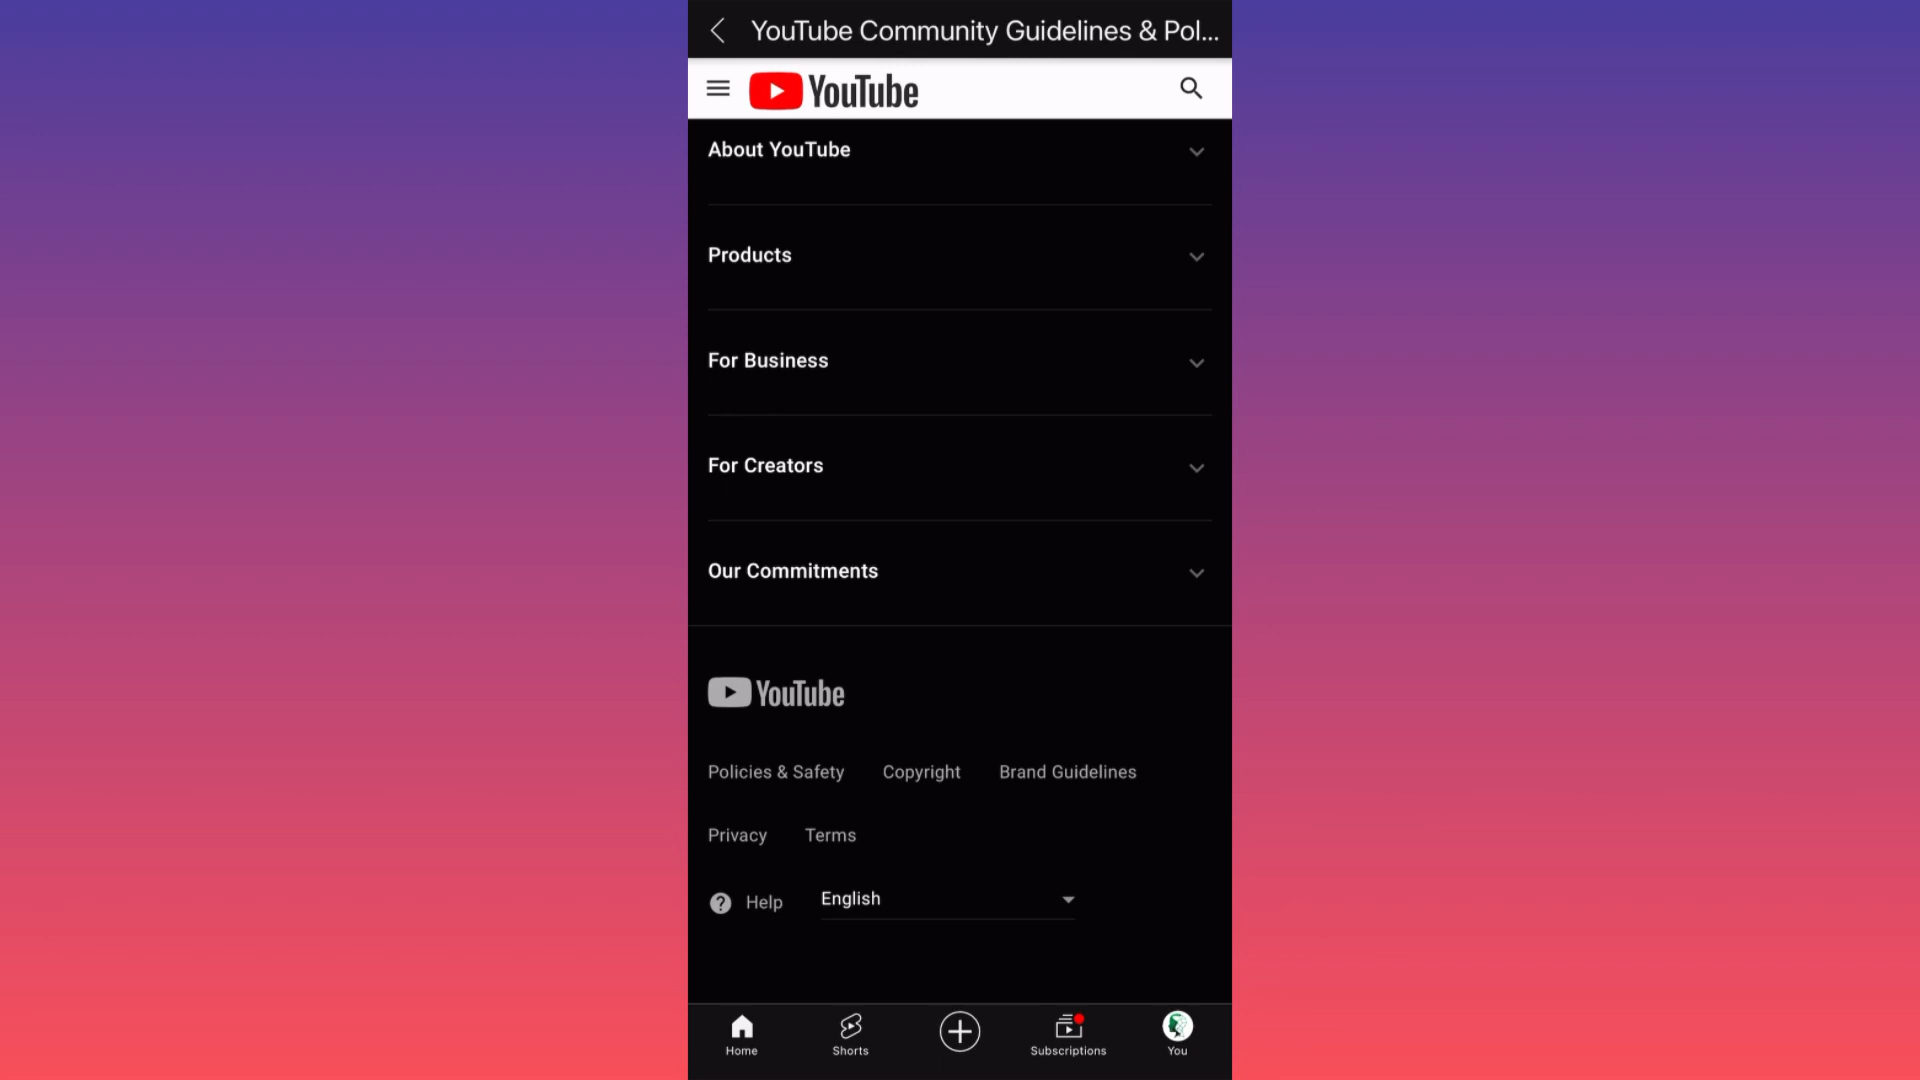 YouTube Community Guidelines & Pol...
YouTube
About YouTube
Products
For Business
For Creators
Our Commitments
YouTube
Policies & Safety Copyright Brand Guidelines
Privacy Terms
Help English
Home Shorts Subscriptions You